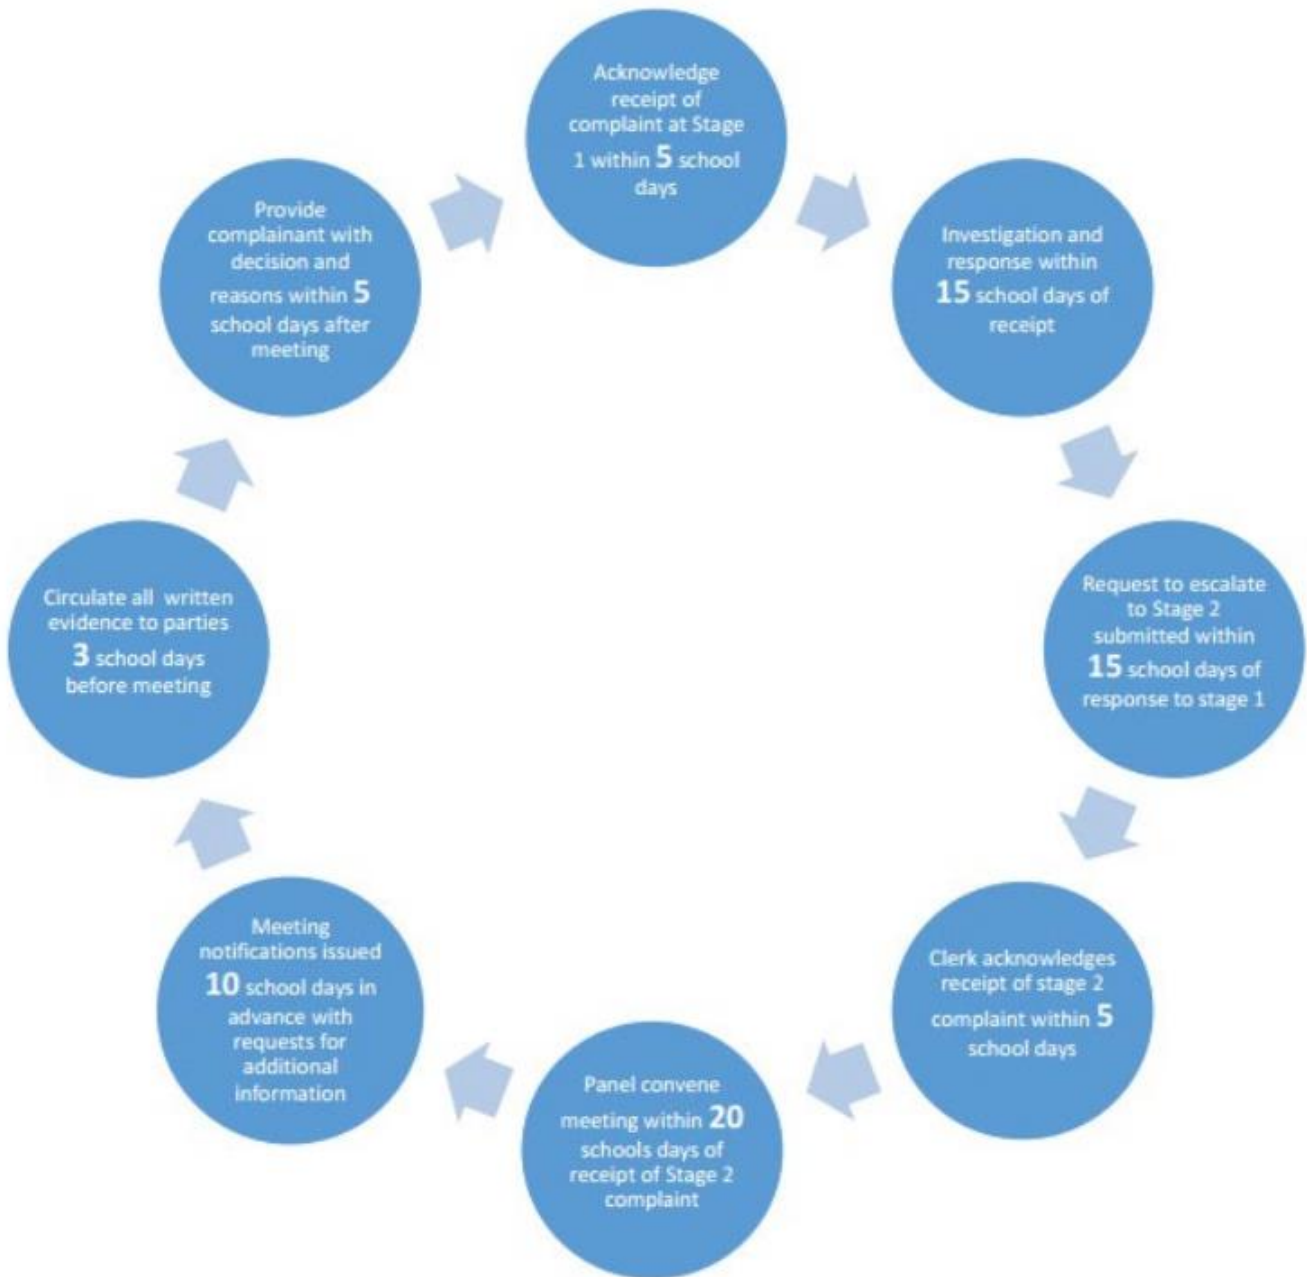 Acknowledge
receipt of
complaint at Stage
1 within 5 school
days
Investigation and
response within
15 school days of
receipt
Request to escalate
to Stage 2
submitted within
15 school days of
response to stage 1
Clerk acknowledges
receipt of stage 2
complaint within 5
school days
Panel convene
meeting within 20
schools days of
receipt of Stage 2
complaint
Meeting
notifications issued
10 school days in
advance with
requests for
additional
information
Circulate all written
evidence to parties
3 school days
before meeting
Provide
complainant with
decision and
reasons within 5
school days after
meeting